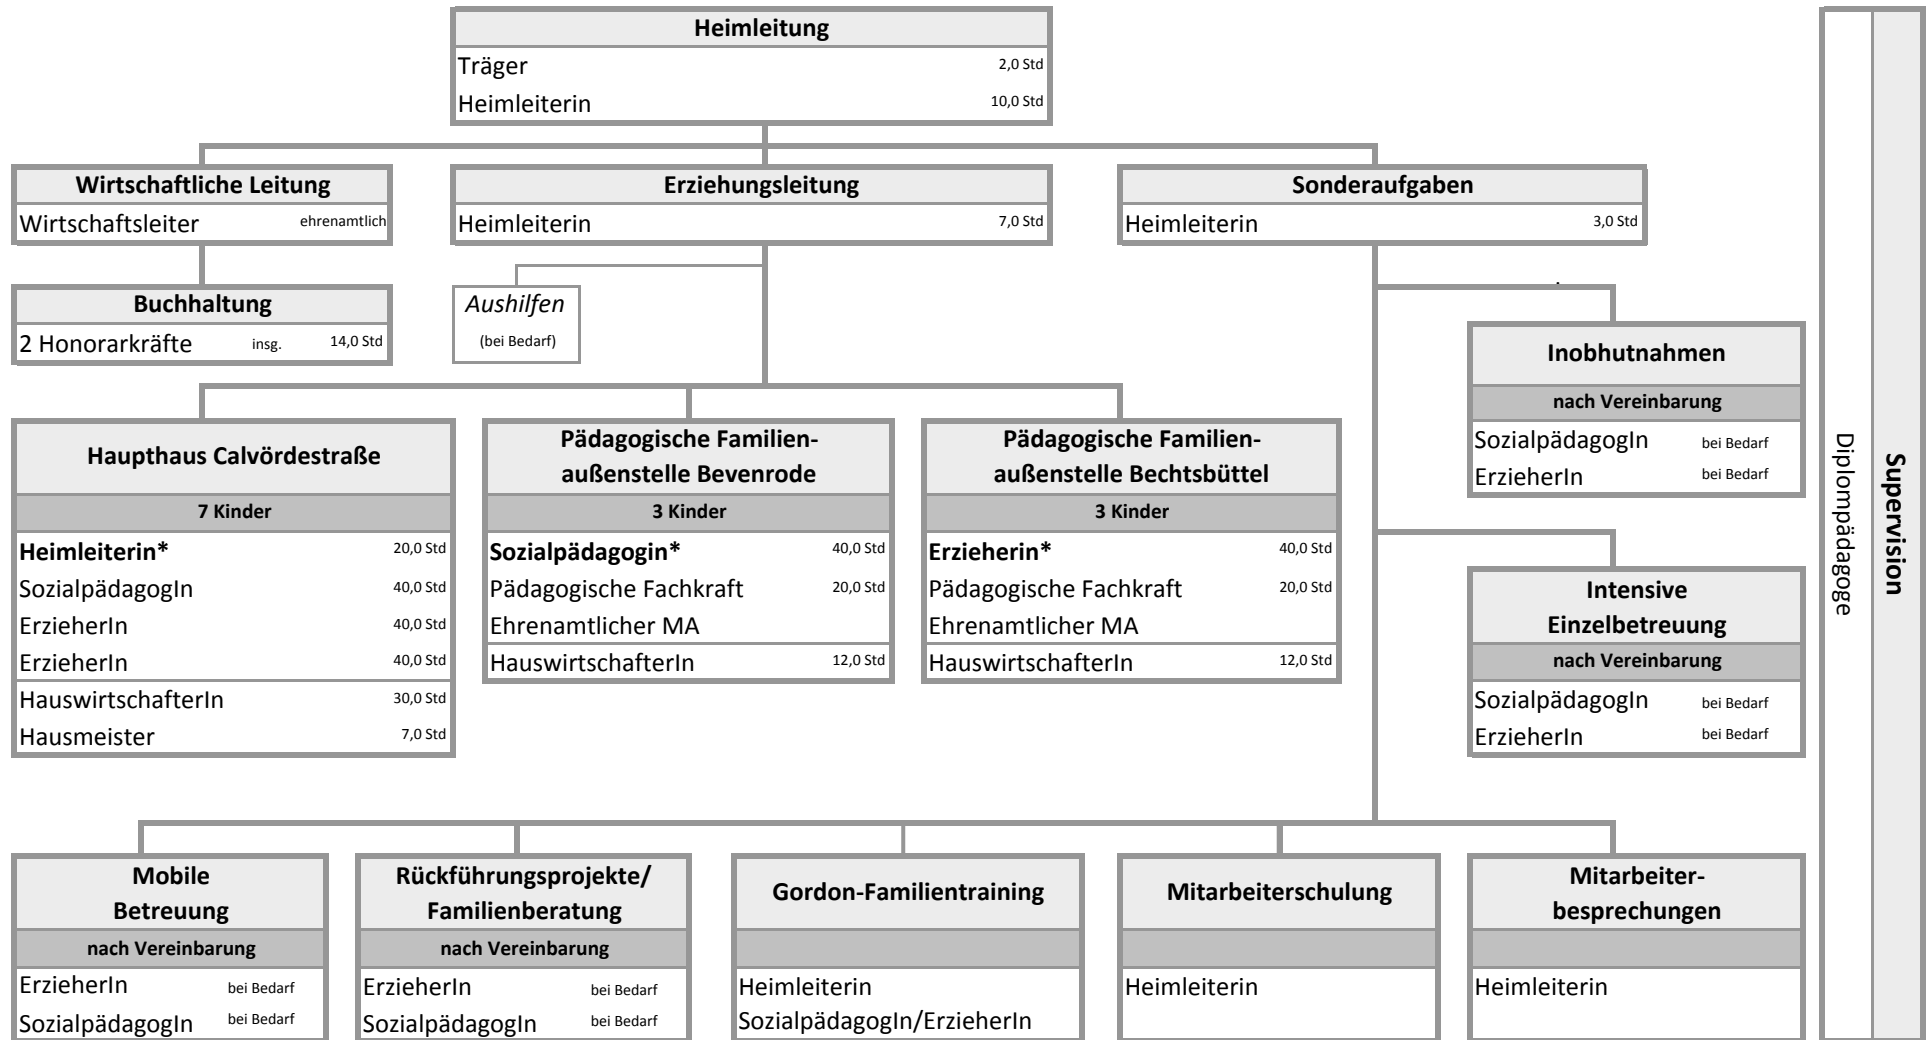 Heimleitung
Träger 2,0 Std
Heimleiterin 10,0 Std
Wirtschaftliche Leitung
Wirtschaftsleiter ehrenamtlich
Erziehungsleitung
Heimleiterin 7,0 Std
Sonderaufgaben
Heimleiterin 3,0 Std
Buchhaltung
2 Honorarkräfte insg. 14,0 Std
Aushilfen
(bei Bedarf)
Inobhutnahmen
nach Vereinbarung
SozialpädagogIn bei Bedarf
ErzieherIn bei Bedarf
Haupthaus Calvördestraße
7 Kinder
Heimleiterin* 20,0 Std
SozialpädagogIn 40,0 Std
ErzieherIn 40,0 Std
ErzieherIn 40,0 Std
HauswirtschafterIn 30,0 Std
Hausmeister 7,0 Std
Pädagogische Familien-
außenstelle Bevenrode
3 Kinder
Sozialpädagogin* 40,0 Std
Pädagogische Fachkraft 20,0 Std
Ehrenamtlicher MA
HauswirtschafterIn 12,0 Std
Pädagogische Familien-
außenstelle Bechtsbüttel
3 Kinder
Erzieherin* 40,0 Std
Pädagogische Fachkraft 20,0 Std
Ehrenamtlicher MA
HauswirtschafterIn 12,0 Std
Intensive
Einzelbetreuung
nach Vereinbarung
SozialpädagogIn bei Bedarf
ErzieherIn bei Bedarf
Mobile
Betreuung
nach Vereinbarung
ErzieherIn bei Bedarf
SozialpädagogIn bei Bedarf
Rückführungsprojekte/
Familienberatung
nach Vereinbarung
ErzieherIn bei Bedarf
SozialpädagogIn bei Bedarf
Gordon-Familientraining
Heimleiterin
SozialpädagogIn/ErzieherIn
Mitarbeiterschulung
Heimleiterin
Mitarbeiter-
besprechungen
Heimleiterin
Supervision
Diplompädagoge